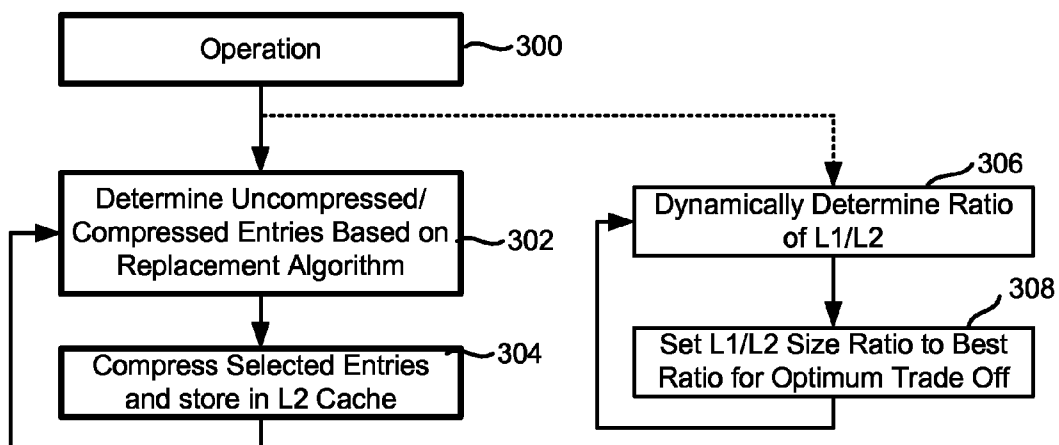 Operation
300
Determine Uncompressed/
Compressed Entries Based on
Replacement Algorithm
302
Compress Selected Entries
and store in L2 Cache
304
306
Dynamically Determine Ratio
of L1/L2
308
Set L1/L2 Size Ratio to Best
Ratio for Optimum Trade Off